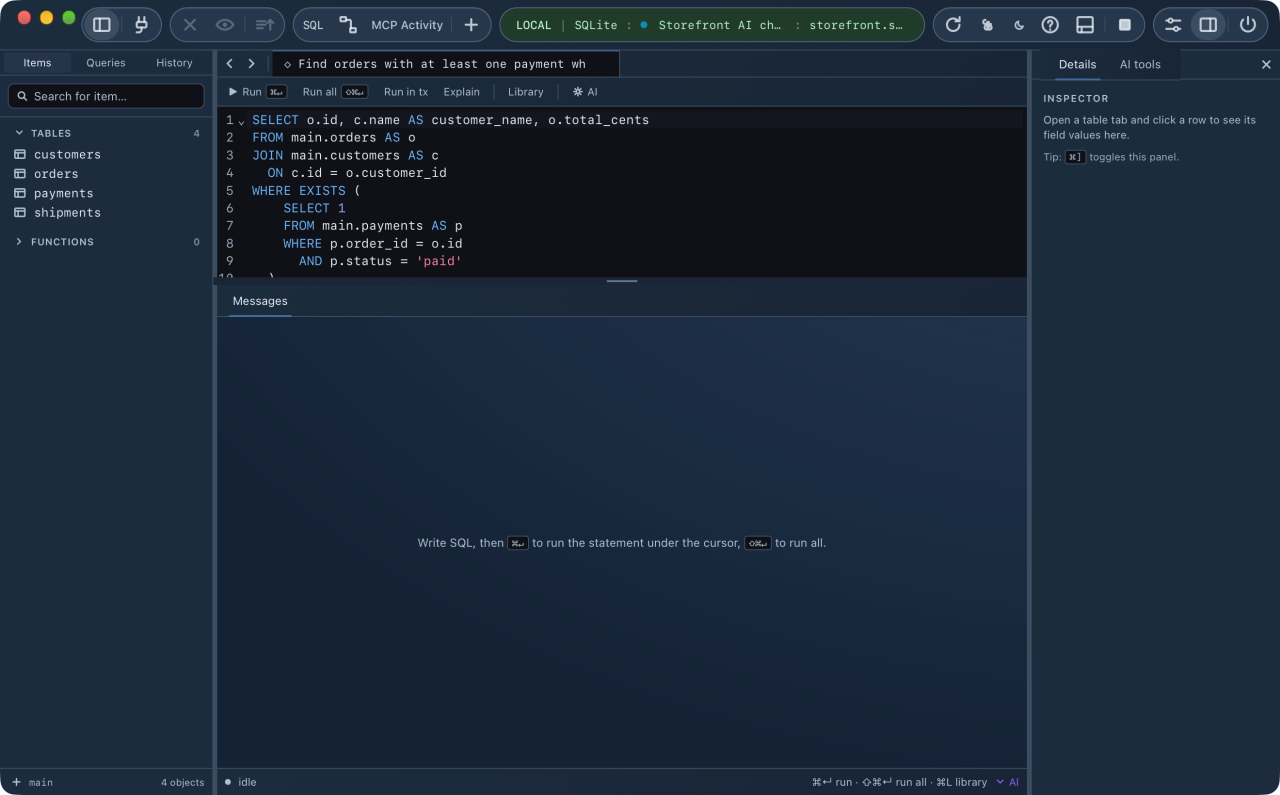 SQL
MCP Activity
LOCAL | SQLite : Storefront AI ch… : storefront.s…
Items
Queries
History
Search for item...
TABLES 4
customers
orders
payments
shipments
FUNCTIONS 0
+ main
4 objects
◇ Find orders with at least one payment wh
Run ⌘↵ Run all ⇧⌘↵ Run in tx Explain Library AI
1 SELECT o.id, c.name AS customer_name, o.total_cents
2 FROM main.orders AS o
3 JOIN main.customers AS c
4 ON c.id = o.customer_id
5 WHERE EXISTS (
6 SELECT 1
7 FROM main.payments AS p
8 WHERE p.order_id = o.id
9 AND p.status = 'paid'
10 )
Messages
Write SQL, then ⌘↵ to run the statement under the cursor, ⇧⌘↵ to run all.
idle
⌘↵ run · ⇧⌘↵ run all · ⌘L library AI
Details
AI tools
INSPECTOR
Open a table tab and click a row to see its
field values here.
Tip: ⌘] toggles this panel.